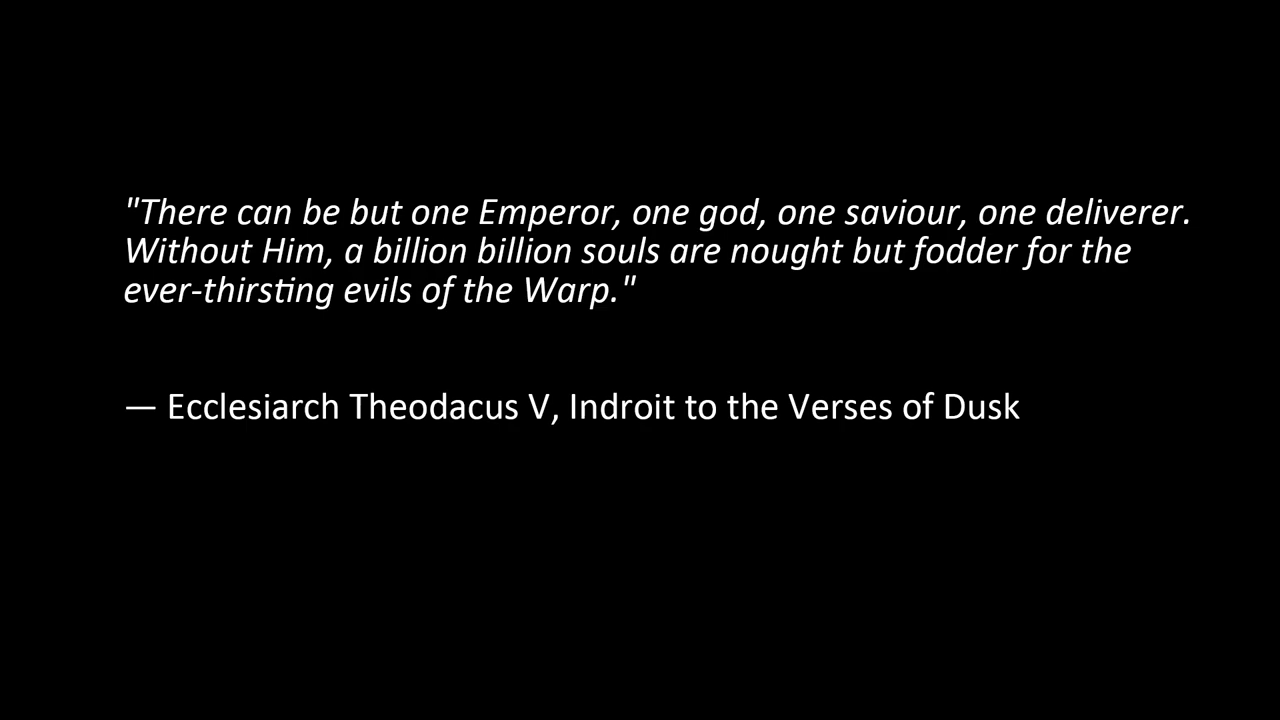 "There can be but one Emperor, one god, one saviour, one deliverer.
Without Him, a billion billion souls are nought but fodder for the
ever-thirsting evils of the Warp."
— Ecclesiarch Theodacus V, Indroit to the Verses of Dusk